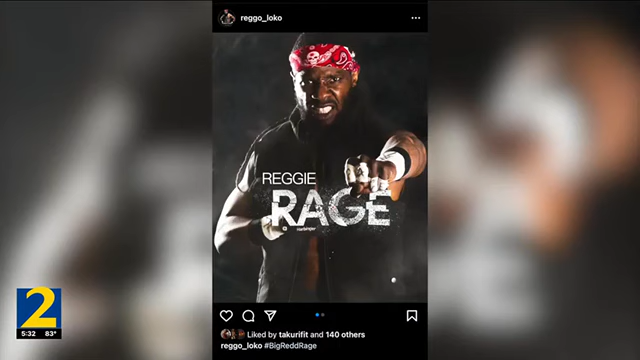 reggo_loko
REGGIE
RAGE
2
5:32 83°
Liked by takurifit and 140 others
reggo_loko #BigReddRage